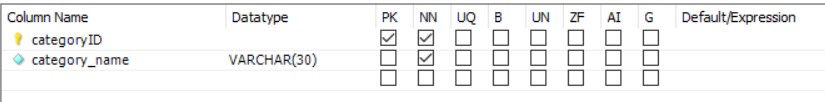 Column Name Datatype PK NN UQ B UN ZF AI G Default/Expression
categoryID
category_name VARCHAR(30)